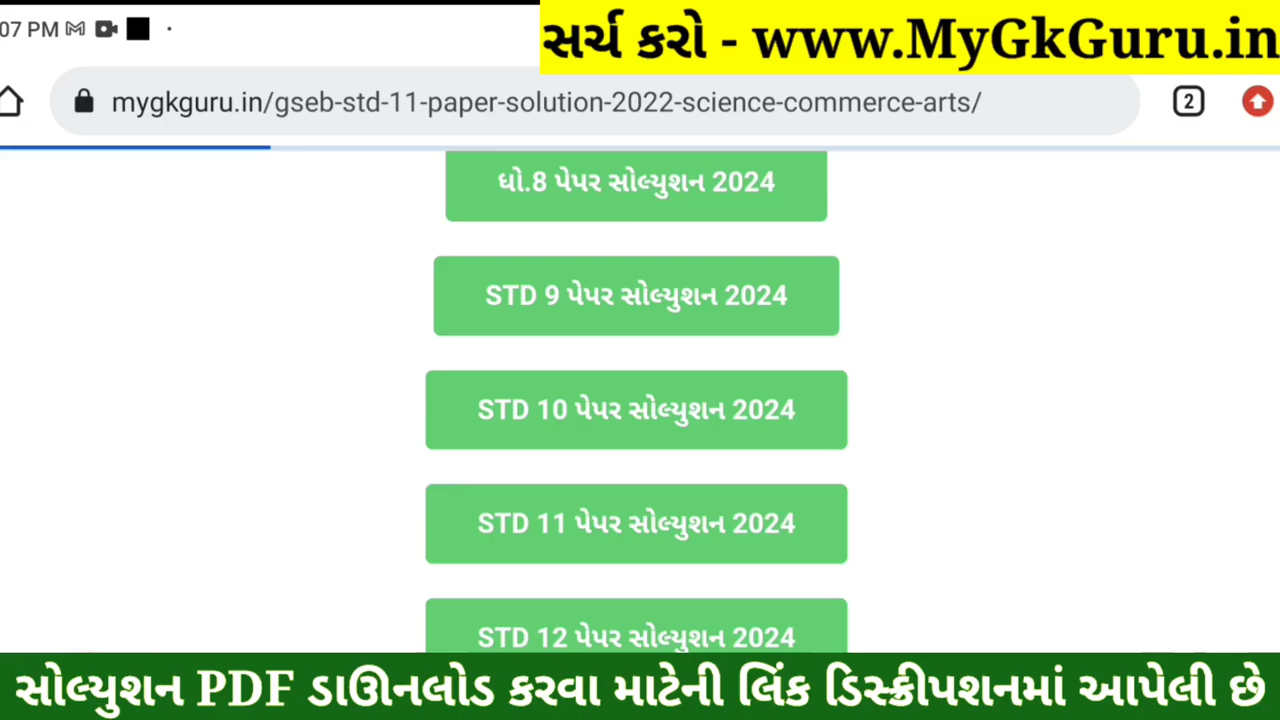 07 PM
સર્ચ કરો - www.MyGkGuru.in
mygkguru.in/gseb-std-11-paper-solution-2022-science-commerce-arts/
2
ધો.8 પેપર સોલ્યુશન 2024
STD 9 પેપર સોલ્યુશન 2024
STD 10 પેપર સોલ્યુશન 2024
STD 11 પેપર સોલ્યુશન 2024
STD 12 પેપર સોલ્યુશન 2024
સોલ્યુશન PDF ડાઊનલોડ કરવા માટેની લિંક ડિસ્ક્રીપશનમાં આપેલી છે